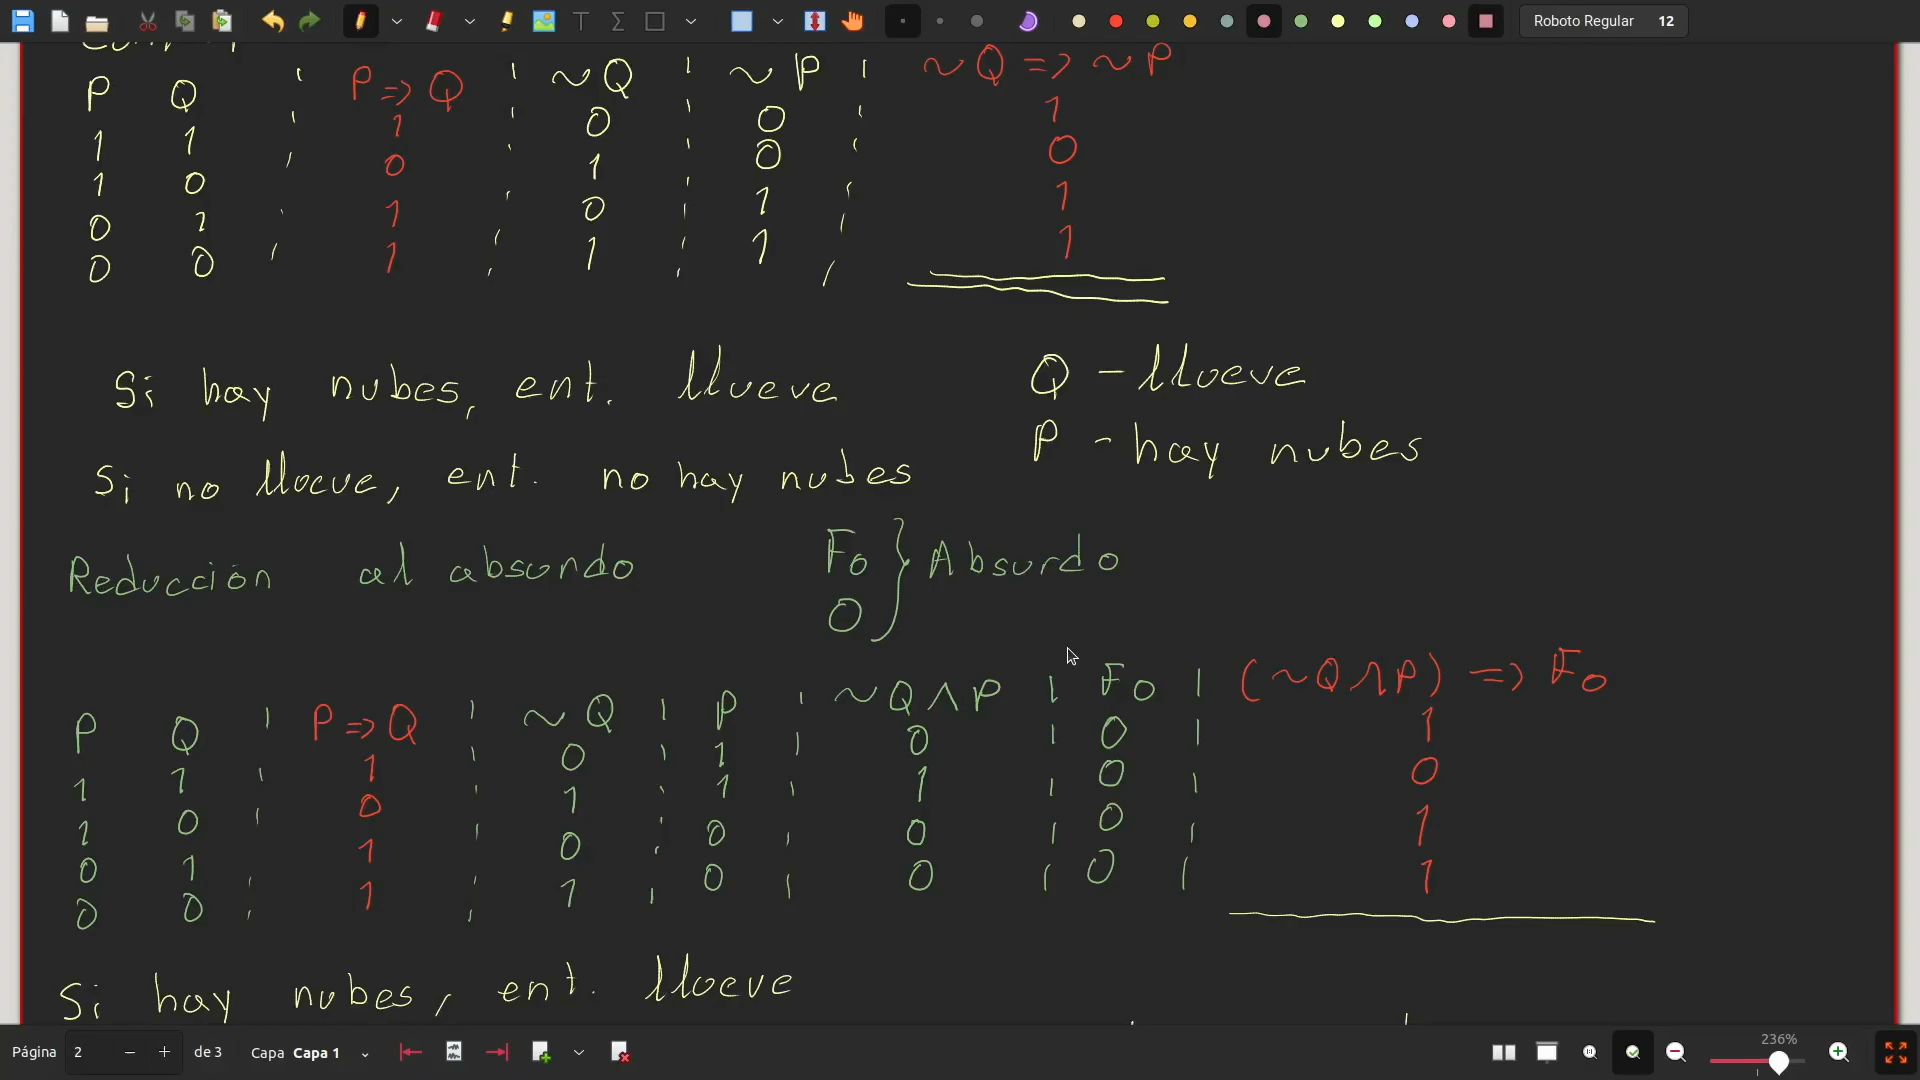 Roboto Regular 12
P Q P => Q ~ Q ~ P ~ Q => ~ P
1 1 1 0 0 1
1 0 0 1 0 0
0 1 1 0 1 1
0 0 1 1 1 1
Si hay nubes, ent. llueve
Q - llueve
P - hay nubes
Si no llueve, ent. no hay nubes
Reducción al absurdo
Fo } Absurdo
O
P Q P => Q ~ Q P ~ Q ∧ P Fo (~ Q ∧ P) => Fo
1 1 1 0 1 0 0 1
1 0 0 1 1 1 0 0
0 1 1 0 0 0 0 1
0 0 1 1 0 0 0 1
Si hay nubes, ent. llueve
Página 2 - + de 3 Capa Capa 1 236%